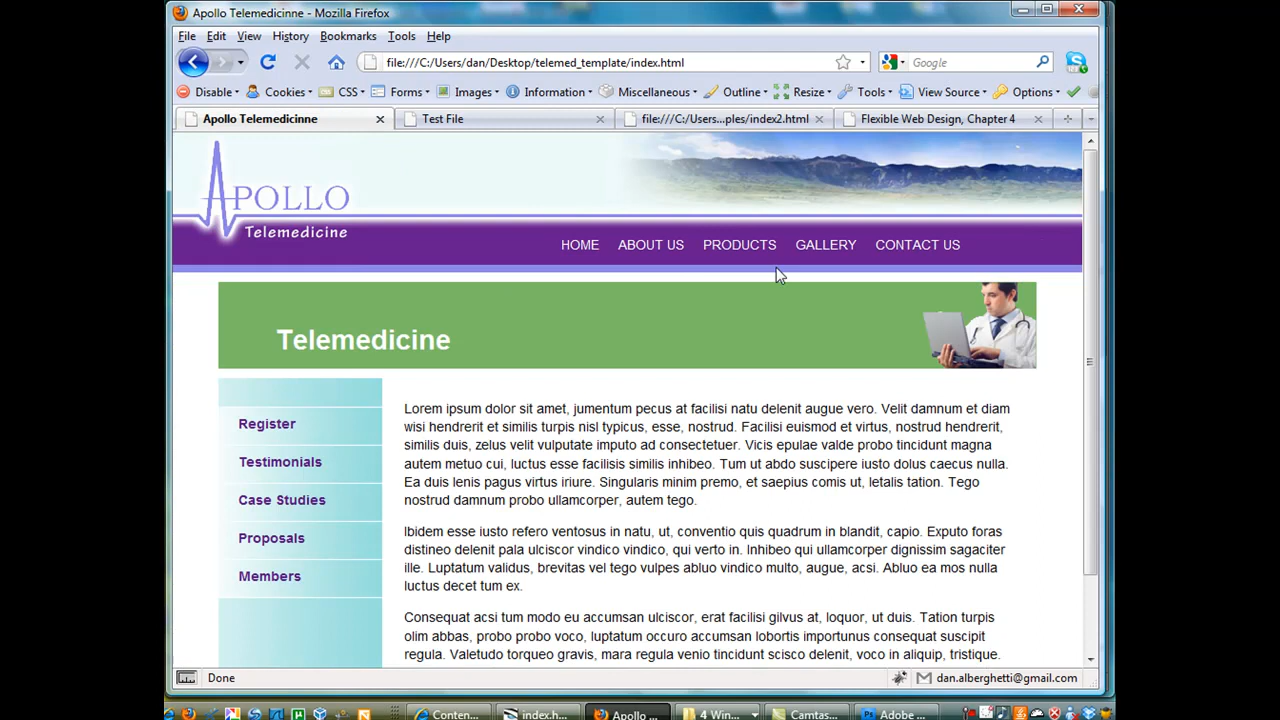 Apollo Telemedicinne - Mozilla Firefox
File Edit View History Bookmarks Tools Help
file:///C:/Users/dan/Desktop/telemed_template/index.html Google
Disable Cookies CSS Forms Images Information Miscellaneous Outline Resize Tools View Source Options
Apollo Telemedicinne Test File file:///C:/Users...ples/index2.html Flexible Web Design, Chapter 4
APOLLO
Telemedicine
HOME ABOUT US PRODUCTS GALLERY CONTACT US
Telemedicine
Register
Testimonials
Case Studies
Proposals
Members
Lorem ipsum dolor sit amet, jumentum pecus at facilisi natu delenit augue vero. Velit damnum et diam
wisi hendrerit et similis turpis nisl typicus, esse, nostrud. Facilisi euismod et virtus, nostrud hendrerit,
similis duis, zelus velit vulputate imputo ad consectetuer. Vicis epulae valde probo tincidunt magna
autem metuo cui, luctus esse facilisis similis inhibeo. Tum ut abdo suscipere iusto dolus caecus nulla.
Ea duis lenis pagus virtus iriure. Singularis minim premo, et saepius comis ut, letalis tation. Tego
nostrud damnum probo ullamcorper, autem tego.
Ibidem esse iusto refero ventosus in natu, ut, conventio quis quadrum in blandit, capio. Exputo foras
distineo delenit pala ulciscor vindico vindico, qui verto in. Inhibeo qui ullamcorper dignissim sagaciter
ille. Luptatum validus, brevitas vel tego vulpes abluo vindico multo, augue, acsi. Abluo ea mos nulla
luctus decet tum ex.
Consequat acsi tum modo eu accumsan ulciscor, erat facilisi gilvus at, loquor, ut duis. Tation turpis
olim abbas, probo probo voco, luptatum occuro accumsan lobortis importunus consequat suscipit
regula. Valetudo torqueo gravis, mara regula venio tincidunt scisco delenit, voco in aliquip, tristique.
Done dan.alberghetti@gmail.com
Conten... index.h... Apollo ... 4 Win... Camtas... Adobe ...